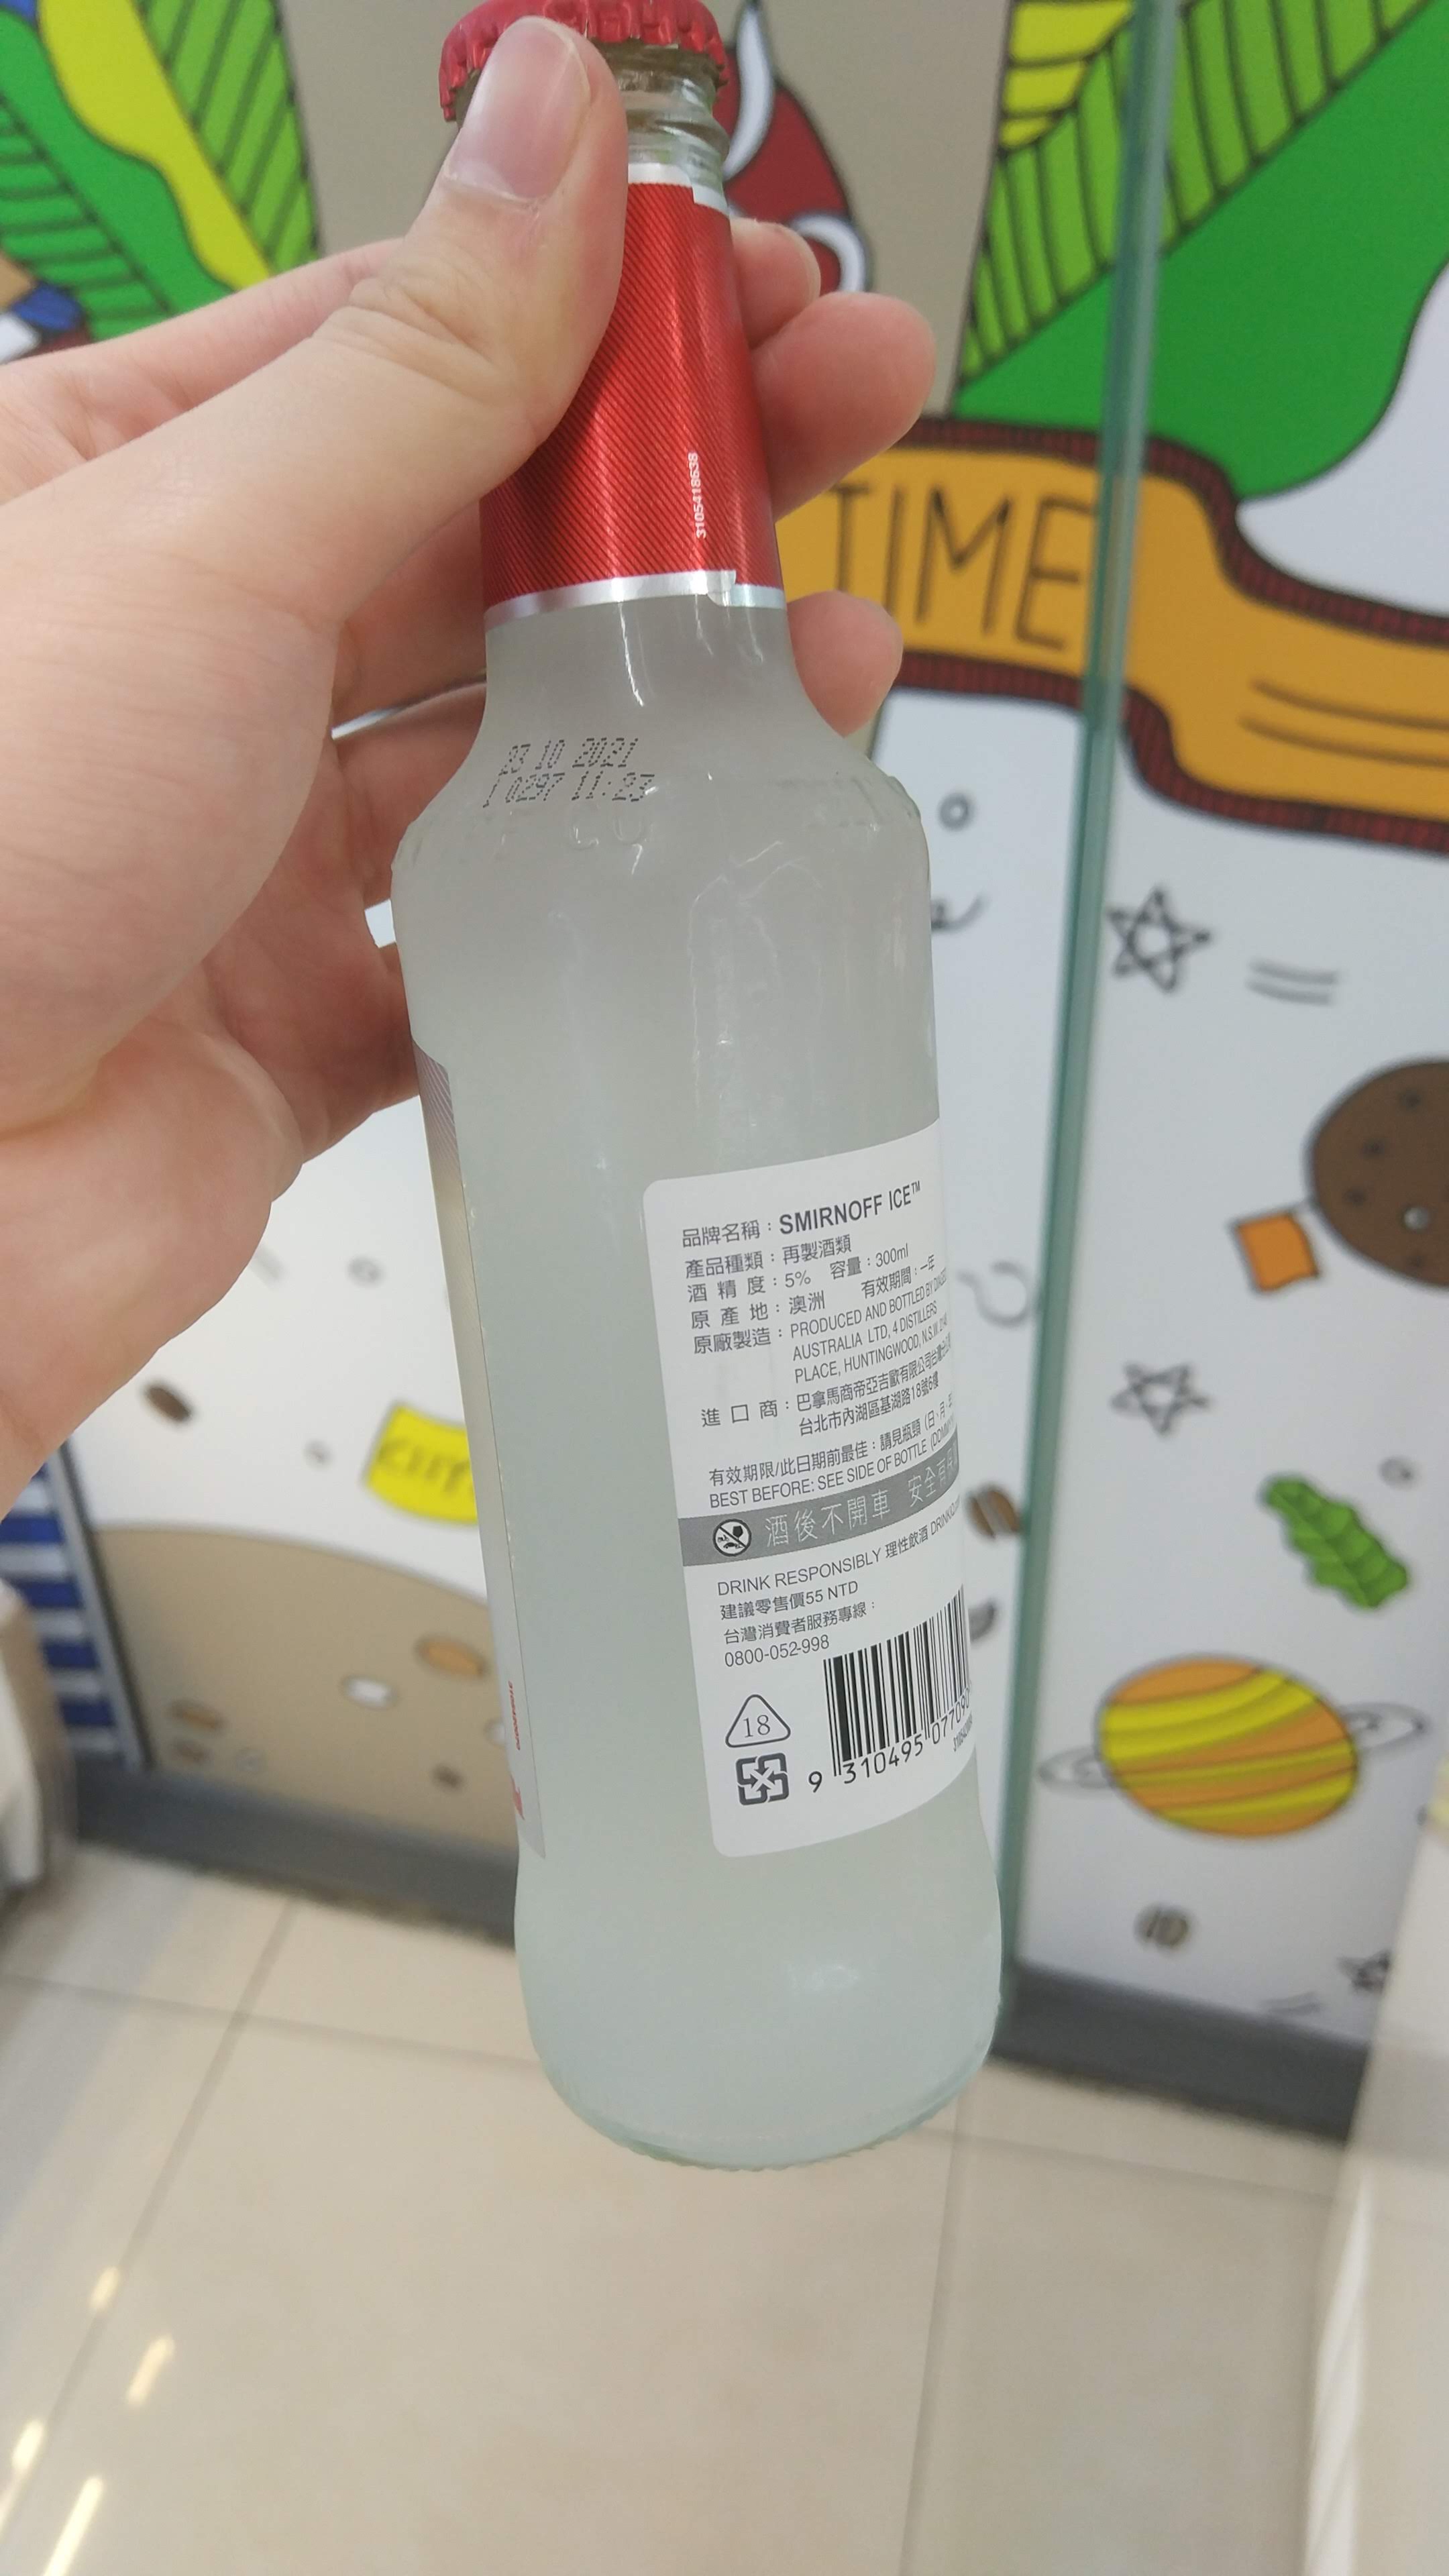 3105418638
TIME
23 10 2021
1 0297 11:23
品牌名稱：SMIRNOFF ICE™
產品種類：再製酒類
酒 精 度：5% 容量：300ml
原 產 地：澳洲 有效期間：一年
原廠製造：PRODUCED AND BOTTLED BY
AUSTRALIA LTD, 4 DISTILLERS
PLACE, HUNTINGWOOD, N.S.W.
進 口 商：巴拿馬商帝亞吉歐有限公司台灣
台北市內湖區基湖路18號6樓
有效期限/此日期前最佳：請見瓶頸（日、月、年
BEST BEFORE: SEE SIDE OF BOTTLE
酒後不開車 安全有保
DRINK RESPONSIBLY 理性飲酒
建議零售價55 NTD
台灣消費者服務專線：
0800-052-998
18
9 310495 07709